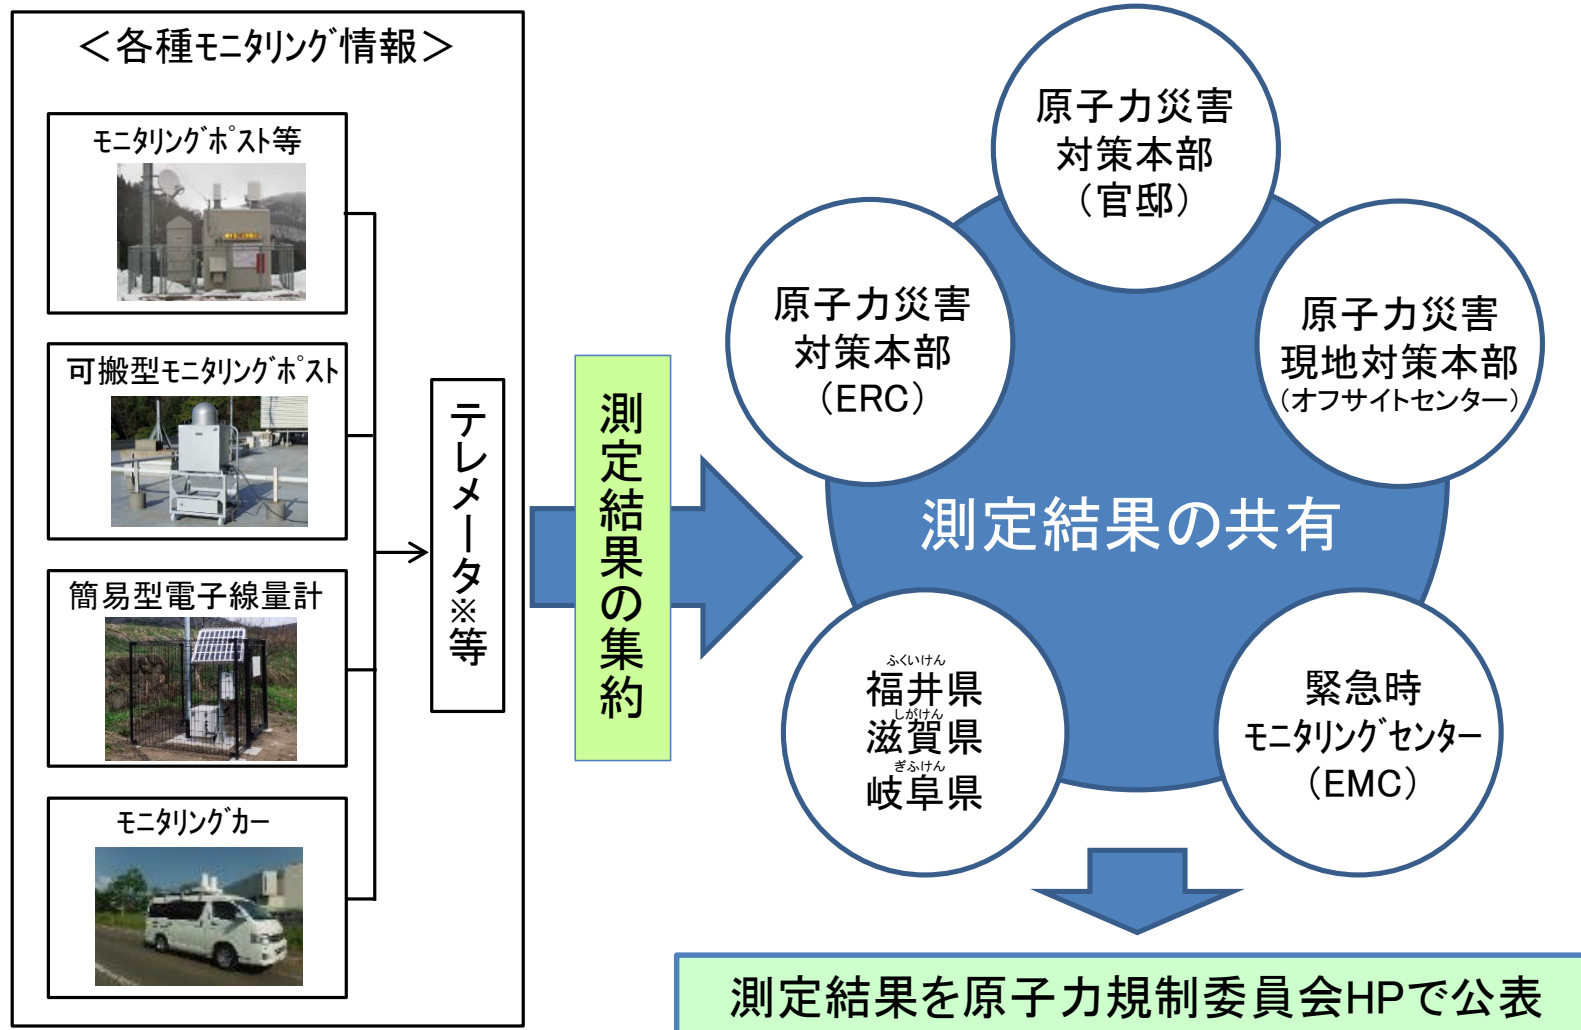 ＜各種ﾓﾆﾀﾘﾝｸﾞ情報＞
ﾓﾆﾀﾘﾝｸﾞﾎﾟｽﾄ等
可搬型ﾓﾆﾀﾘﾝｸﾞﾎﾟｽﾄ
簡易型電子線量計
ﾓﾆﾀﾘﾝｸﾞｶｰ
テレメータ※等
測定結果の集約
原子力災害
対策本部
（官邸）
原子力災害
対策本部
（ERC）
原子力災害
現地対策本部
（オフサイトセンター）
測定結果の共有
ふくいけん
福井県
しがけん
滋賀県
ぎふけん
岐阜県
緊急時
ﾓﾆﾀﾘﾝｸﾞｾﾝﾀｰ
（EMC）
測定結果を原子力規制委員会HPで公表